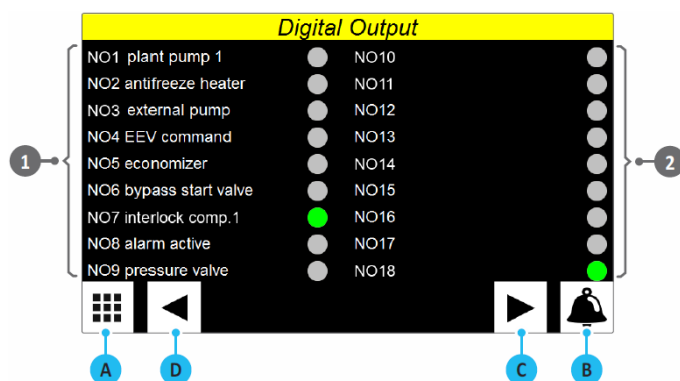 Digital Output
NO1 plant pump 1
NO2 antifreeze heater
NO3 external pump
NO4 EEV command
NO5 economizer
NO6 bypass start valve
NO7 interlock comp.1
NO8 alarm active
NO9 pressure valve
NO10
NO11
NO12
NO13
NO14
NO15
NO16
NO17
NO18
1
2
A
D
C
B